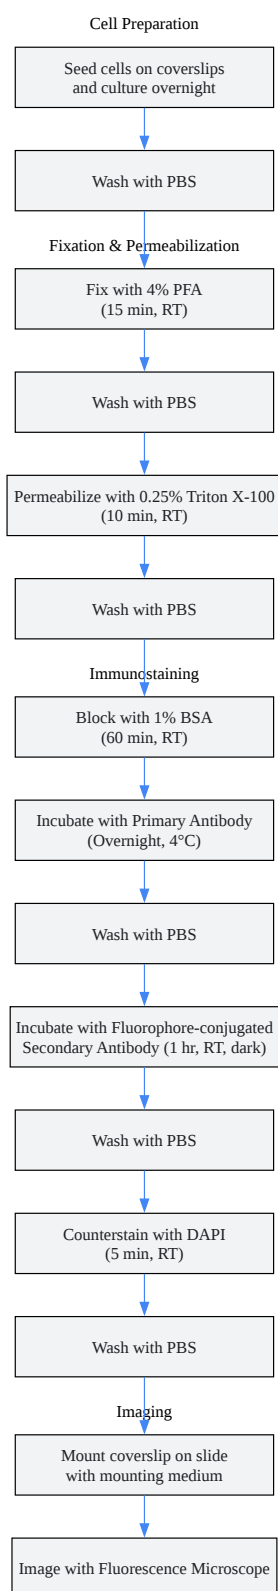 Cell Preparation
Seed cells on coverslips
and culture overnight
Wash with PBS
Fixation & Permeabilization
Fix with 4% PFA
(15 min, RT)
Wash with PBS
Permeabilize with 0.25% Triton X-100
(10 min, RT)
Wash with PBS
Immunostaining
Block with 1% BSA
(60 min, RT)
Incubate with Primary Antibody
(Overnight, 4°C)
Wash with PBS
Incubate with Fluorophore-conjugated
Secondary Antibody (1 hr, RT, dark)
Wash with PBS
Counterstain with DAPI
(5 min, RT)
Wash with PBS
Imaging
Mount coverslip on slide
with mounting medium
Image with Fluorescence Microscope